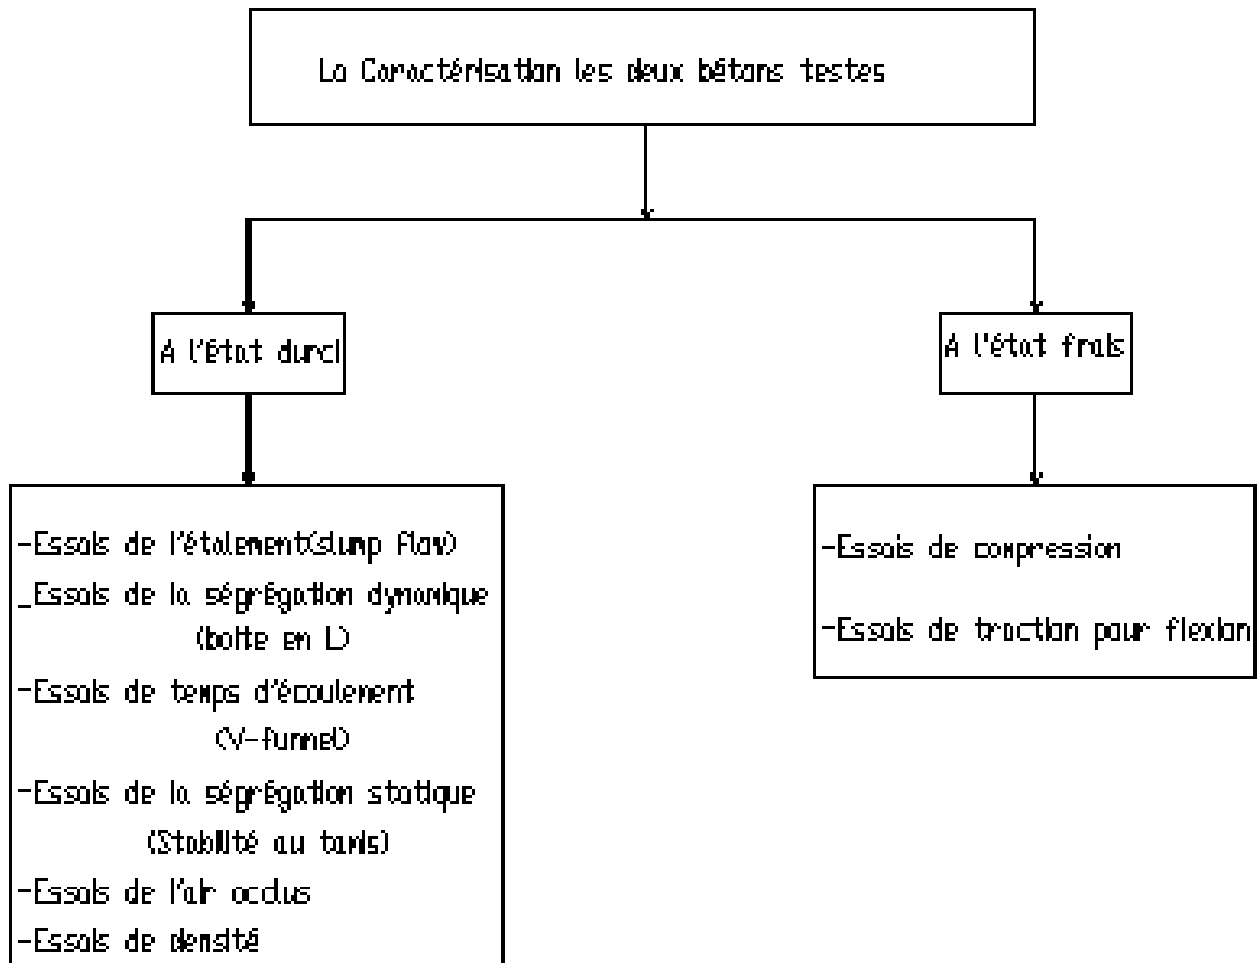 La Caractérisation les deux bétons testes
A l'état durci
A l'état frais
-Essais de l'étalement(slump flow)
_Essais de la ségrégation dynamique
(boite en L)
-Essais de temps d'écoulement
(V-funnel)
-Essais de la ségrégation statique
(Stabilité au tamis)
-Essais de l'air occlus
-Essais de densité
-Essais de compression
-Essais de traction pour flexion